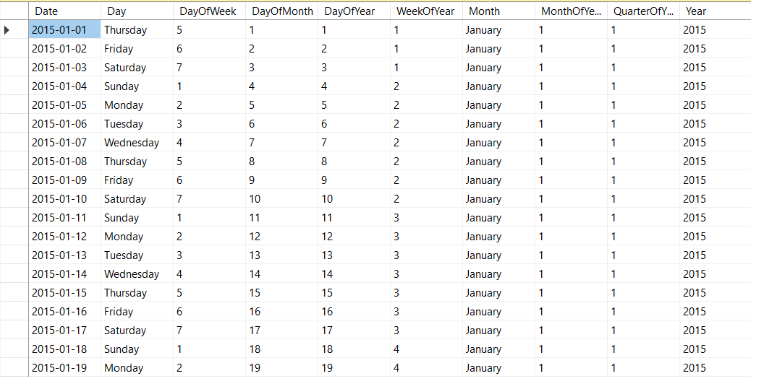 Date Day DayOfWeek DayOfMonth DayOfYear WeekOfYear Month MonthOfYe... QuarterOfY... Year
2015-01-01 Thursday 5 1 1 1 January 1 1 2015
2015-01-02 Friday 6 2 2 1 January 1 1 2015
2015-01-03 Saturday 7 3 3 1 January 1 1 2015
2015-01-04 Sunday 1 4 4 2 January 1 1 2015
2015-01-05 Monday 2 5 5 2 January 1 1 2015
2015-01-06 Tuesday 3 6 6 2 January 1 1 2015
2015-01-07 Wednesday 4 7 7 2 January 1 1 2015
2015-01-08 Thursday 5 8 8 2 January 1 1 2015
2015-01-09 Friday 6 9 9 2 January 1 1 2015
2015-01-10 Saturday 7 10 10 2 January 1 1 2015
2015-01-11 Sunday 1 11 11 3 January 1 1 2015
2015-01-12 Monday 2 12 12 3 January 1 1 2015
2015-01-13 Tuesday 3 13 13 3 January 1 1 2015
2015-01-14 Wednesday 4 14 14 3 January 1 1 2015
2015-01-15 Thursday 5 15 15 3 January 1 1 2015
2015-01-16 Friday 6 16 16 3 January 1 1 2015
2015-01-17 Saturday 7 17 17 3 January 1 1 2015
2015-01-18 Sunday 1 18 18 4 January 1 1 2015
2015-01-19 Monday 2 19 19 4 January 1 1 2015